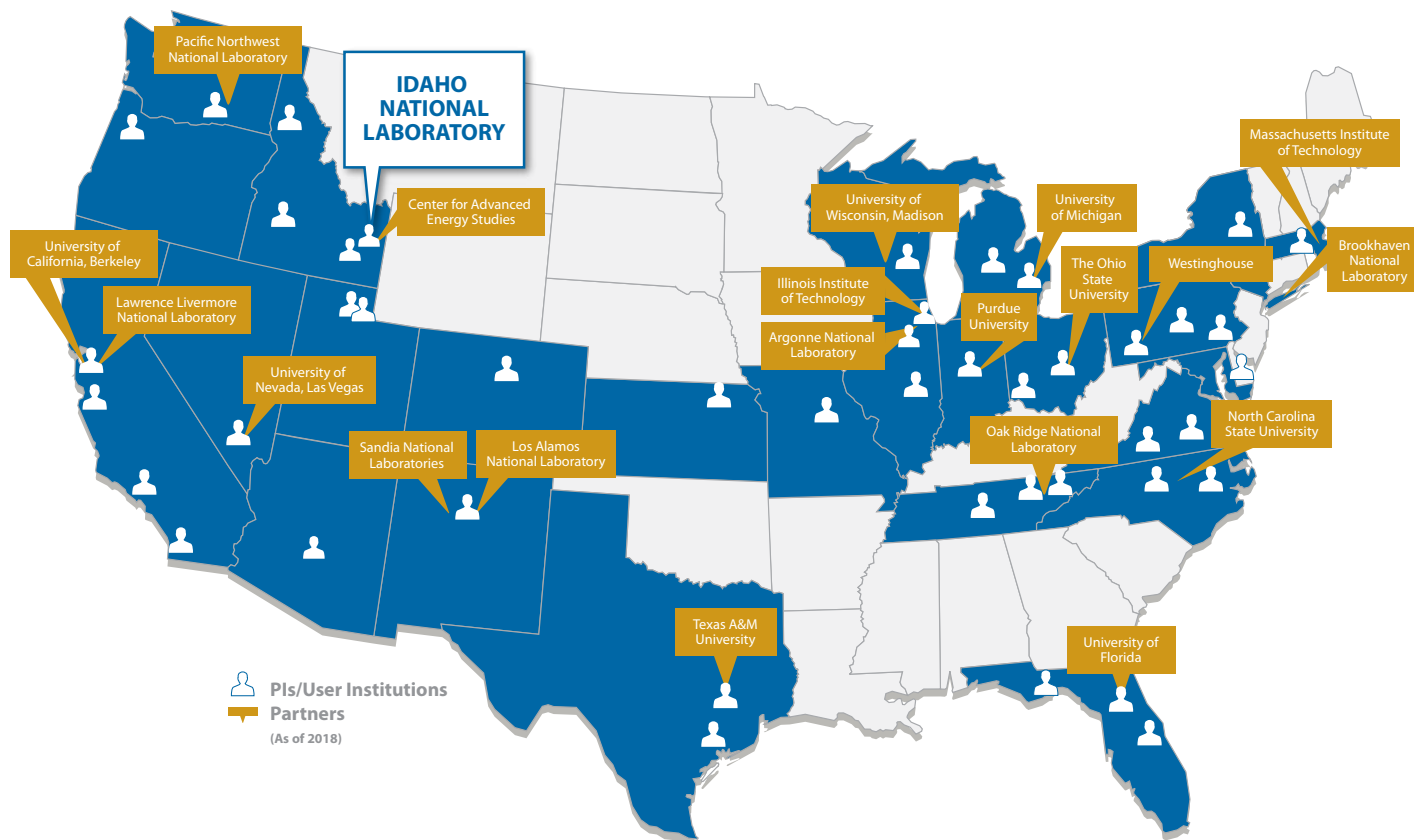 Pacific Northwest
National Laboratory
IDAHO
NATIONAL
LABORATORY
Massachusetts Institute
of Technology
Center for Advanced
Energy Studies
University of
Wisconsin, Madison
University
of Michigan
University of
California, Berkeley
The Ohio
State
University
Westinghouse
Brookhaven
National
Laboratory
Lawrence Livermore
National Laboratory
Illinois Institute
of Technology
Purdue
University
Argonne National
Laboratory
University of
Nevada, Las Vegas
North Carolina
State University
Oak Ridge National
Laboratory
Sandia National
Laboratories
Los Alamos
National Laboratory
Texas A&M
University
University of
Florida
PIs/User Institutions
Partners
(As of 2018)